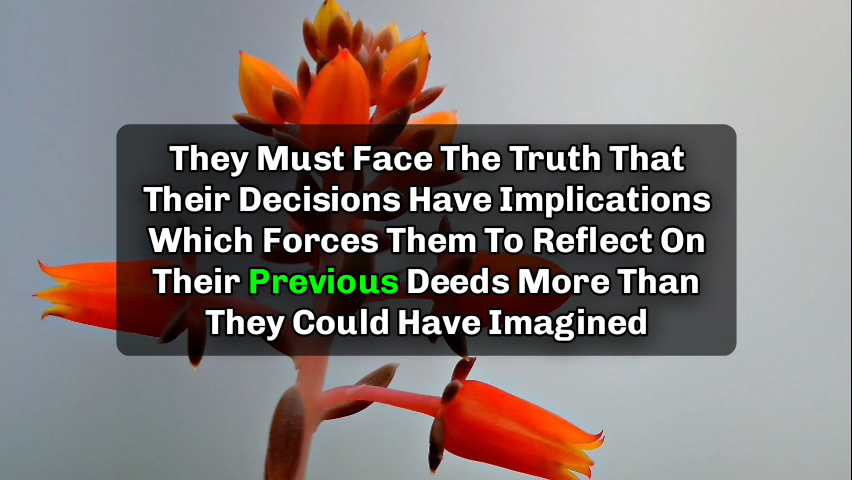 They Must Face The Truth That
Their Decisions Have Implications
Which Forces Them To Reflect On
Their Previous Deeds More Than
They Could Have Imagined